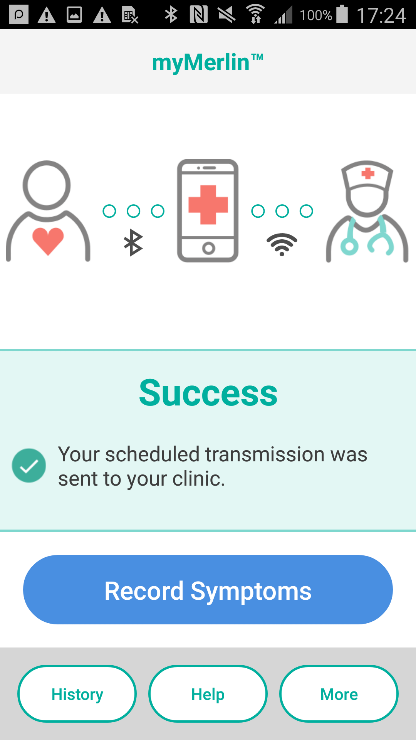 100% 17:24
myMerlin™
Success
Your scheduled transmission was
sent to your clinic.
Record Symptoms
History Help More